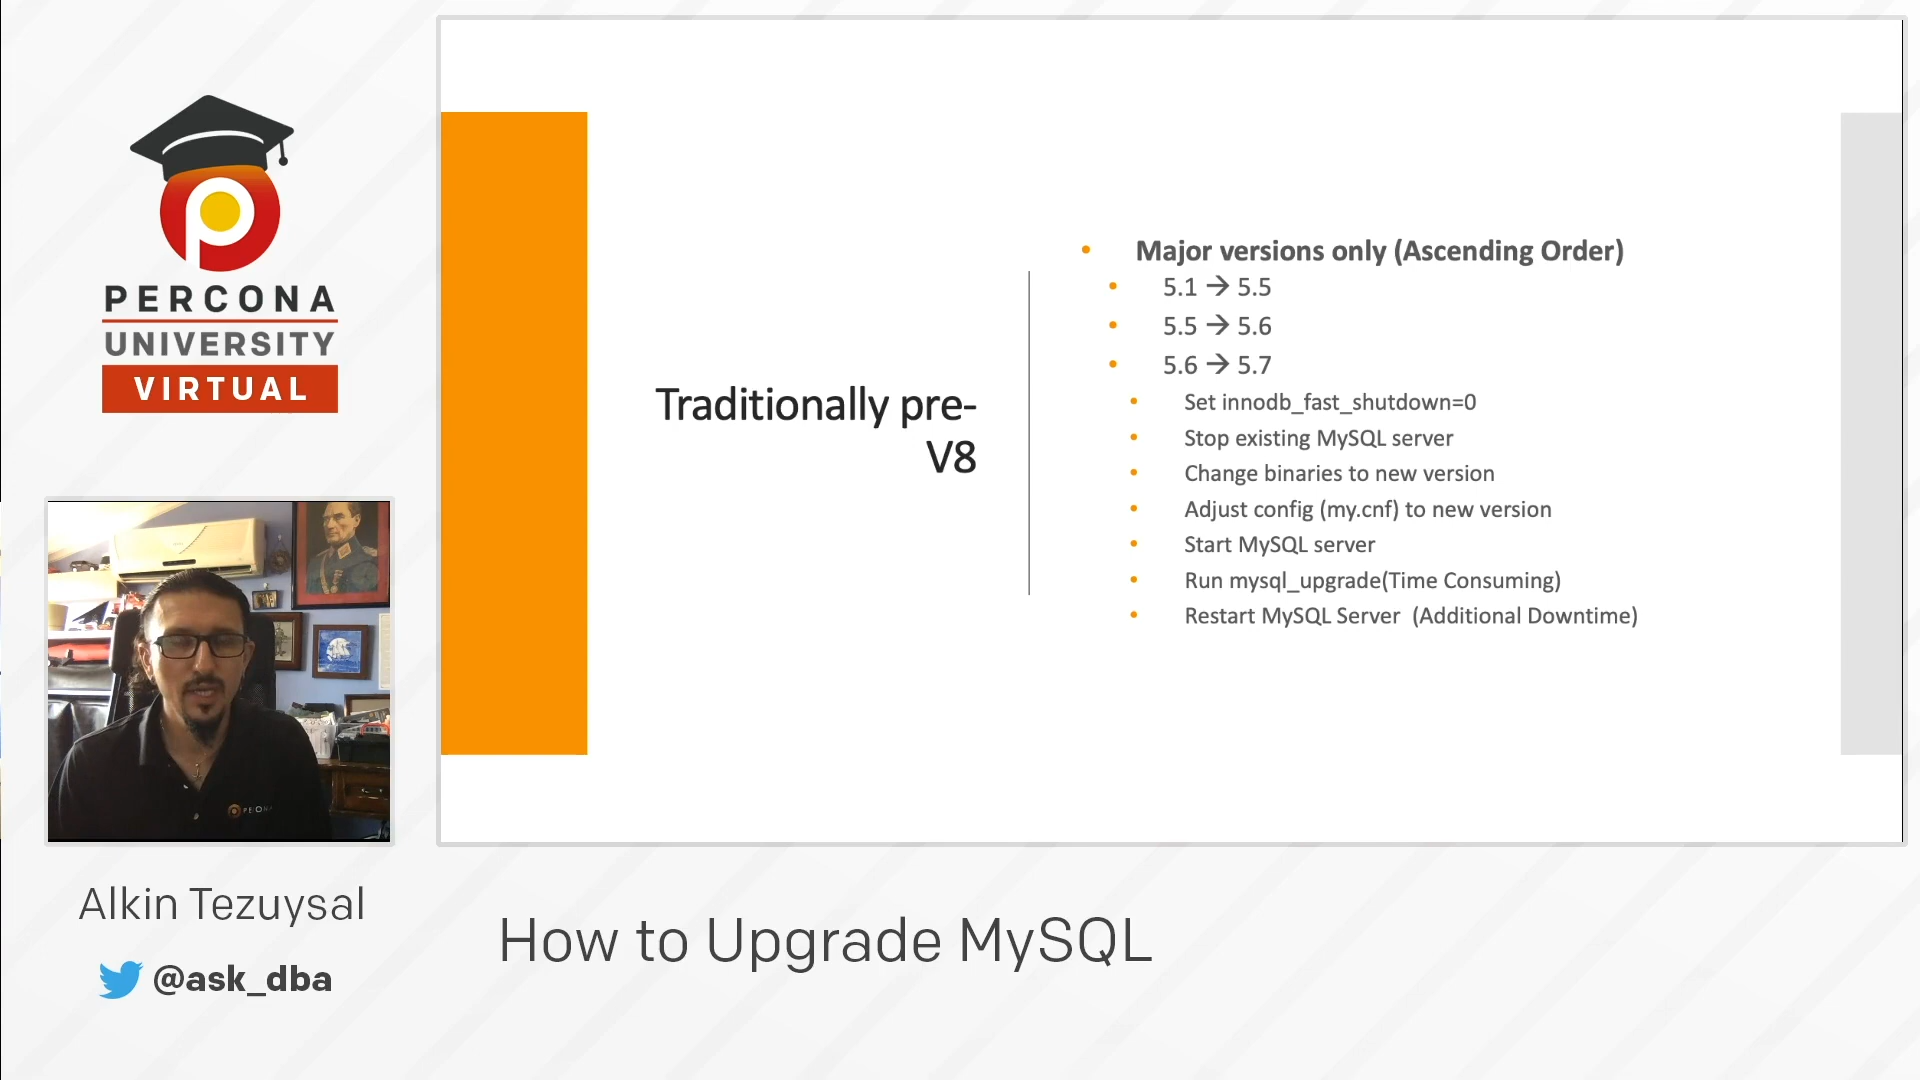 PERCONA
UNIVERSITY
VIRTUAL
Traditionally pre-
V8
• Major versions only (Ascending Order)
• 5.1 → 5.5
• 5.5 → 5.6
• 5.6 → 5.7
• Set innodb_fast_shutdown=0
• Stop existing MySQL server
• Change binaries to new version
• Adjust config (my.cnf) to new version
• Start MySQL server
• Run mysql_upgrade(Time Consuming)
• Restart MySQL Server (Additional Downtime)
Alkin Tezuysal
@ask_dba
How to Upgrade MySQL